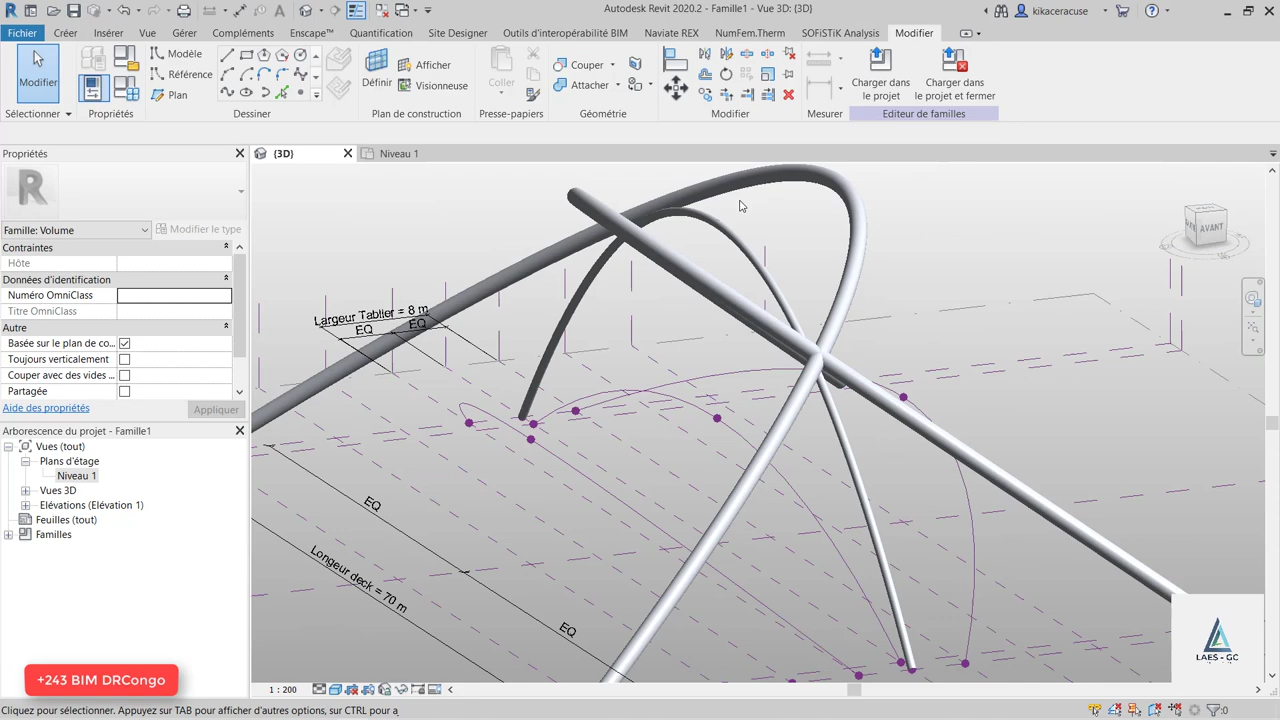 Autodesk Revit 2020.2 - Famille1 - Vue 3D: {3D}
kikaceracuse
Fichier Créer Insérer Vue Gérer Compléments Enscape™ Quantification Site Designer Outils d'interopérabilité BIM Naviate REX NumFem.Therm SOFiSTiK Analysis Modifier
Modifier
Modèle
Référence
Plan
Définir
Afficher
Visionneuse
Coller
Couper
Attacher
Charger dans le projet
Charger dans le projet et fermer
Sélectionner Propriétés Dessiner Plan de construction Presse-papiers Géométrie Modifier Mesurer Editeur de familles
Propriétés
{3D}
Niveau 1
R
Famille: Volume
Modifier le type
Contraintes
Hôte
Données d'identification
Numéro OmniClass
Titre OmniClass
Autre
Basée sur le plan de co...
Toujours verticalement
Couper avec des vides ...
Partagée
Aide des propriétés
Appliquer
Arborescence du projet - Famille1
Vues (tout)
Plans d'étage
Niveau 1
Vues 3D
Elévations (Elévation 1)
Feuilles (tout)
Familles
AVANT
Largeur Tablier = 8 m
EQ
EQ
EQ
Longeur deck = 70 m
EQ
LAES - GC
+243 BIM DRCongo
1 : 200
Cliquez pour sélectionner. Appuyez sur TAB pour afficher d'autres options, sur CTRL pour a
:0